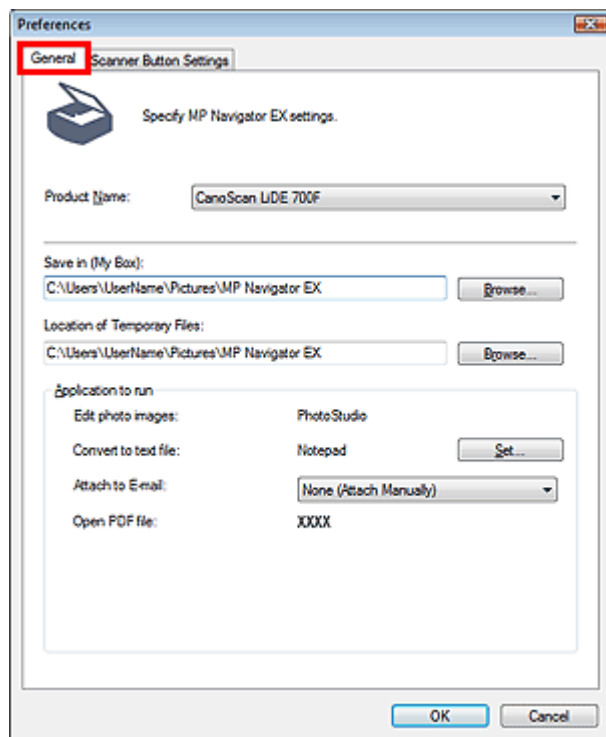 Preferences
General Scanner Button Settings
Specify MP Navigator EX settings.
Product Name: CanoScan LiDE 700F
Save in (My Box):
C:\Users\UserName\Pictures\MP Navigator EX Browse...
Location of Temporary Files:
C:\Users\UserName\Pictures\MP Navigator EX Browse...
Application to run
Edit photo images: PhotoStudio
Convert to text file: Notepad Set...
Attach to E-mail: None (Attach Manually)
Open PDF file: XXXX
OK Cancel